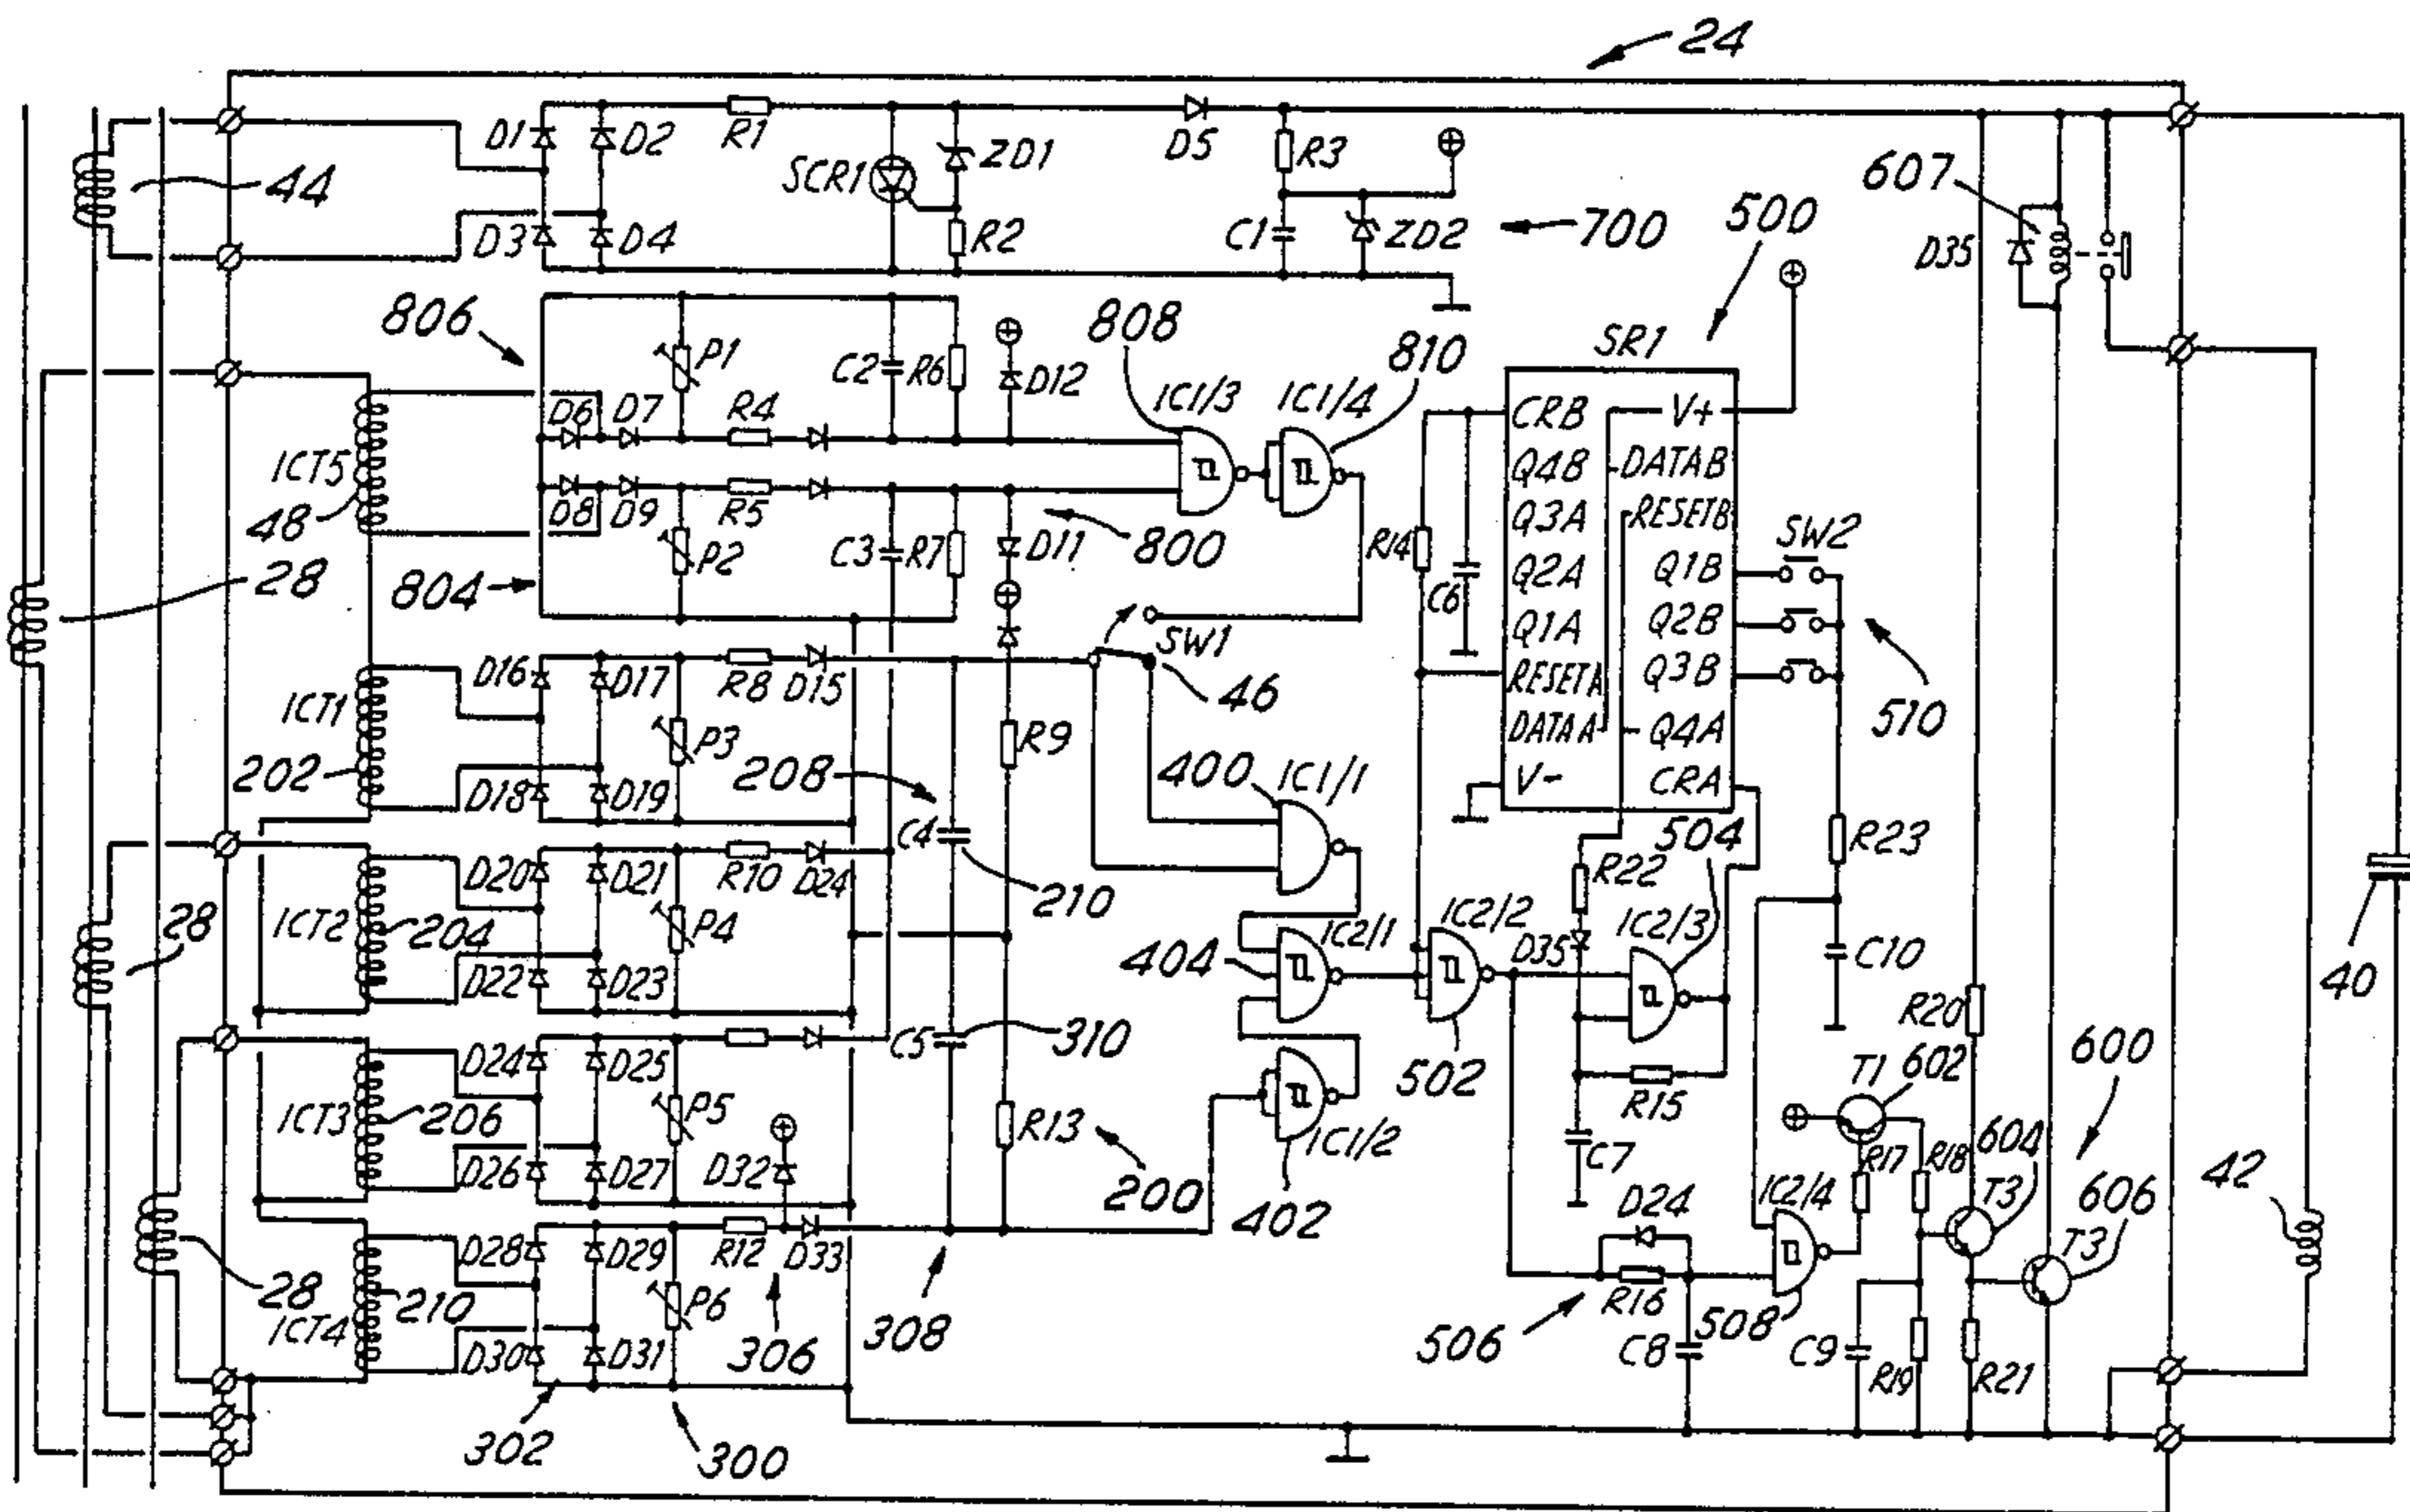 24
D1
D2
R1
SCR1
ZD1
D5
R3
44
D3
D4
R2
C1
ZD2
700
607
D35
500
806
P1
C2
R6
D12
808
810
SR1
IC1/3
IC1/4
ICT5
48
D6
D7
R4
D8
D9
R5
P2
C3
R7
D11
800
804
28
CRB
V+
Q4B
DATAB
Q3A
RESETB
Q2A
Q1B
Q1A
Q2B
RESETA
Q3B
DATAA
Q4A
V-
CRA
R14
C6
SW2
510
SW1
46
ICT1
202
D16
D17
R8
D15
P3
D18
D19
208
C4
R9
400
IC1/1
504
R23
D20
D21
R10
D24
210
R22
28
ICT2
204
P4
D22
D23
404
IC2/1
IC2/2
D35
IC2/3
C10
40
R20
ICT3
206
D24
D25
C5
310
502
R15
T1
602
600
P5
D26
D27
D32
R13
200
IC1/2
402
C7
R17
R18
604
D24
IC2/4
T3
606
42
28
ICT4
210
D28
D29
R12
D33
P6
D30
D31
306
308
506
R16
508
C8
C9
R19
R21
T3
302
300